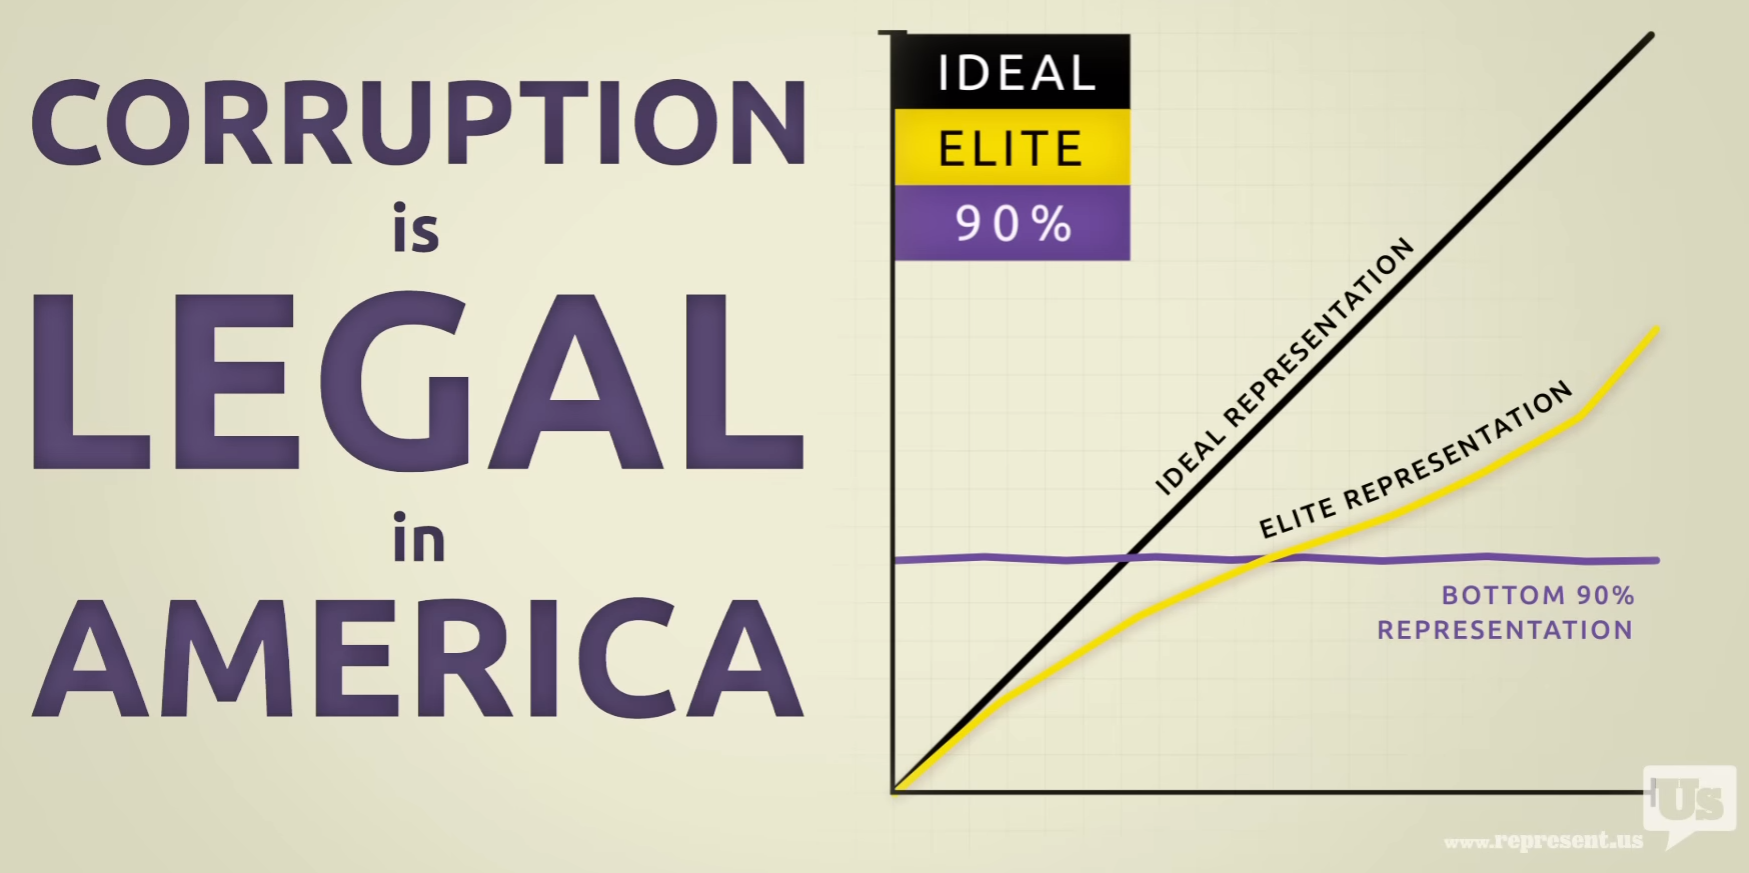 CORRUPTION
is
LEGAL
in
AMERICA
IDEAL
ELITE
90%
IDEAL REPRESENTATION
ELITE REPRESENTATION
BOTTOM 90%
REPRESENTATION
Us
www.represent.us